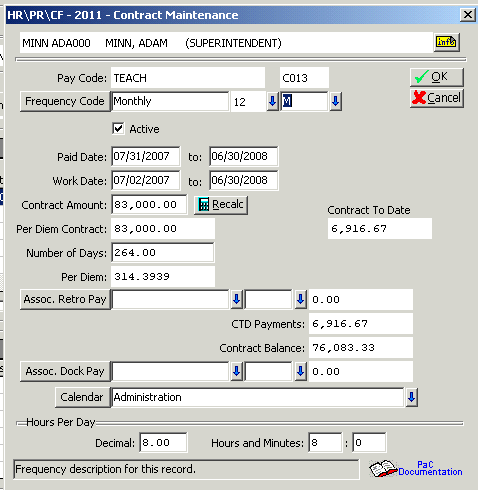 HR\PR\CF - 2011 - Contract Maintenance
MINN ADA000 MINN, ADAM (SUPERINTENDENT) info
Pay Code: TEACH C013 OK
Frequency Code Monthly 12 M Cancel
Active
Paid Date: 07/31/2007 to: 06/30/2008
Work Date: 07/02/2007 to: 06/30/2008
Contract Amount: 83,000.00 Recalc Contract To Date
Per Diem Contract: 83,000.00 6,916.67
Number of Days: 264.00
Per Diem: 314.3939
Assoc. Retro Pay 0.00
CTD Payments: 6,916.67
Contract Balance: 76,083.33
Assoc. Dock Pay 0.00
Calendar Administration
Hours Per Day
Decimal: 8.00 Hours and Minutes: 8 : 0
Frequency description for this record. PaC Documentation